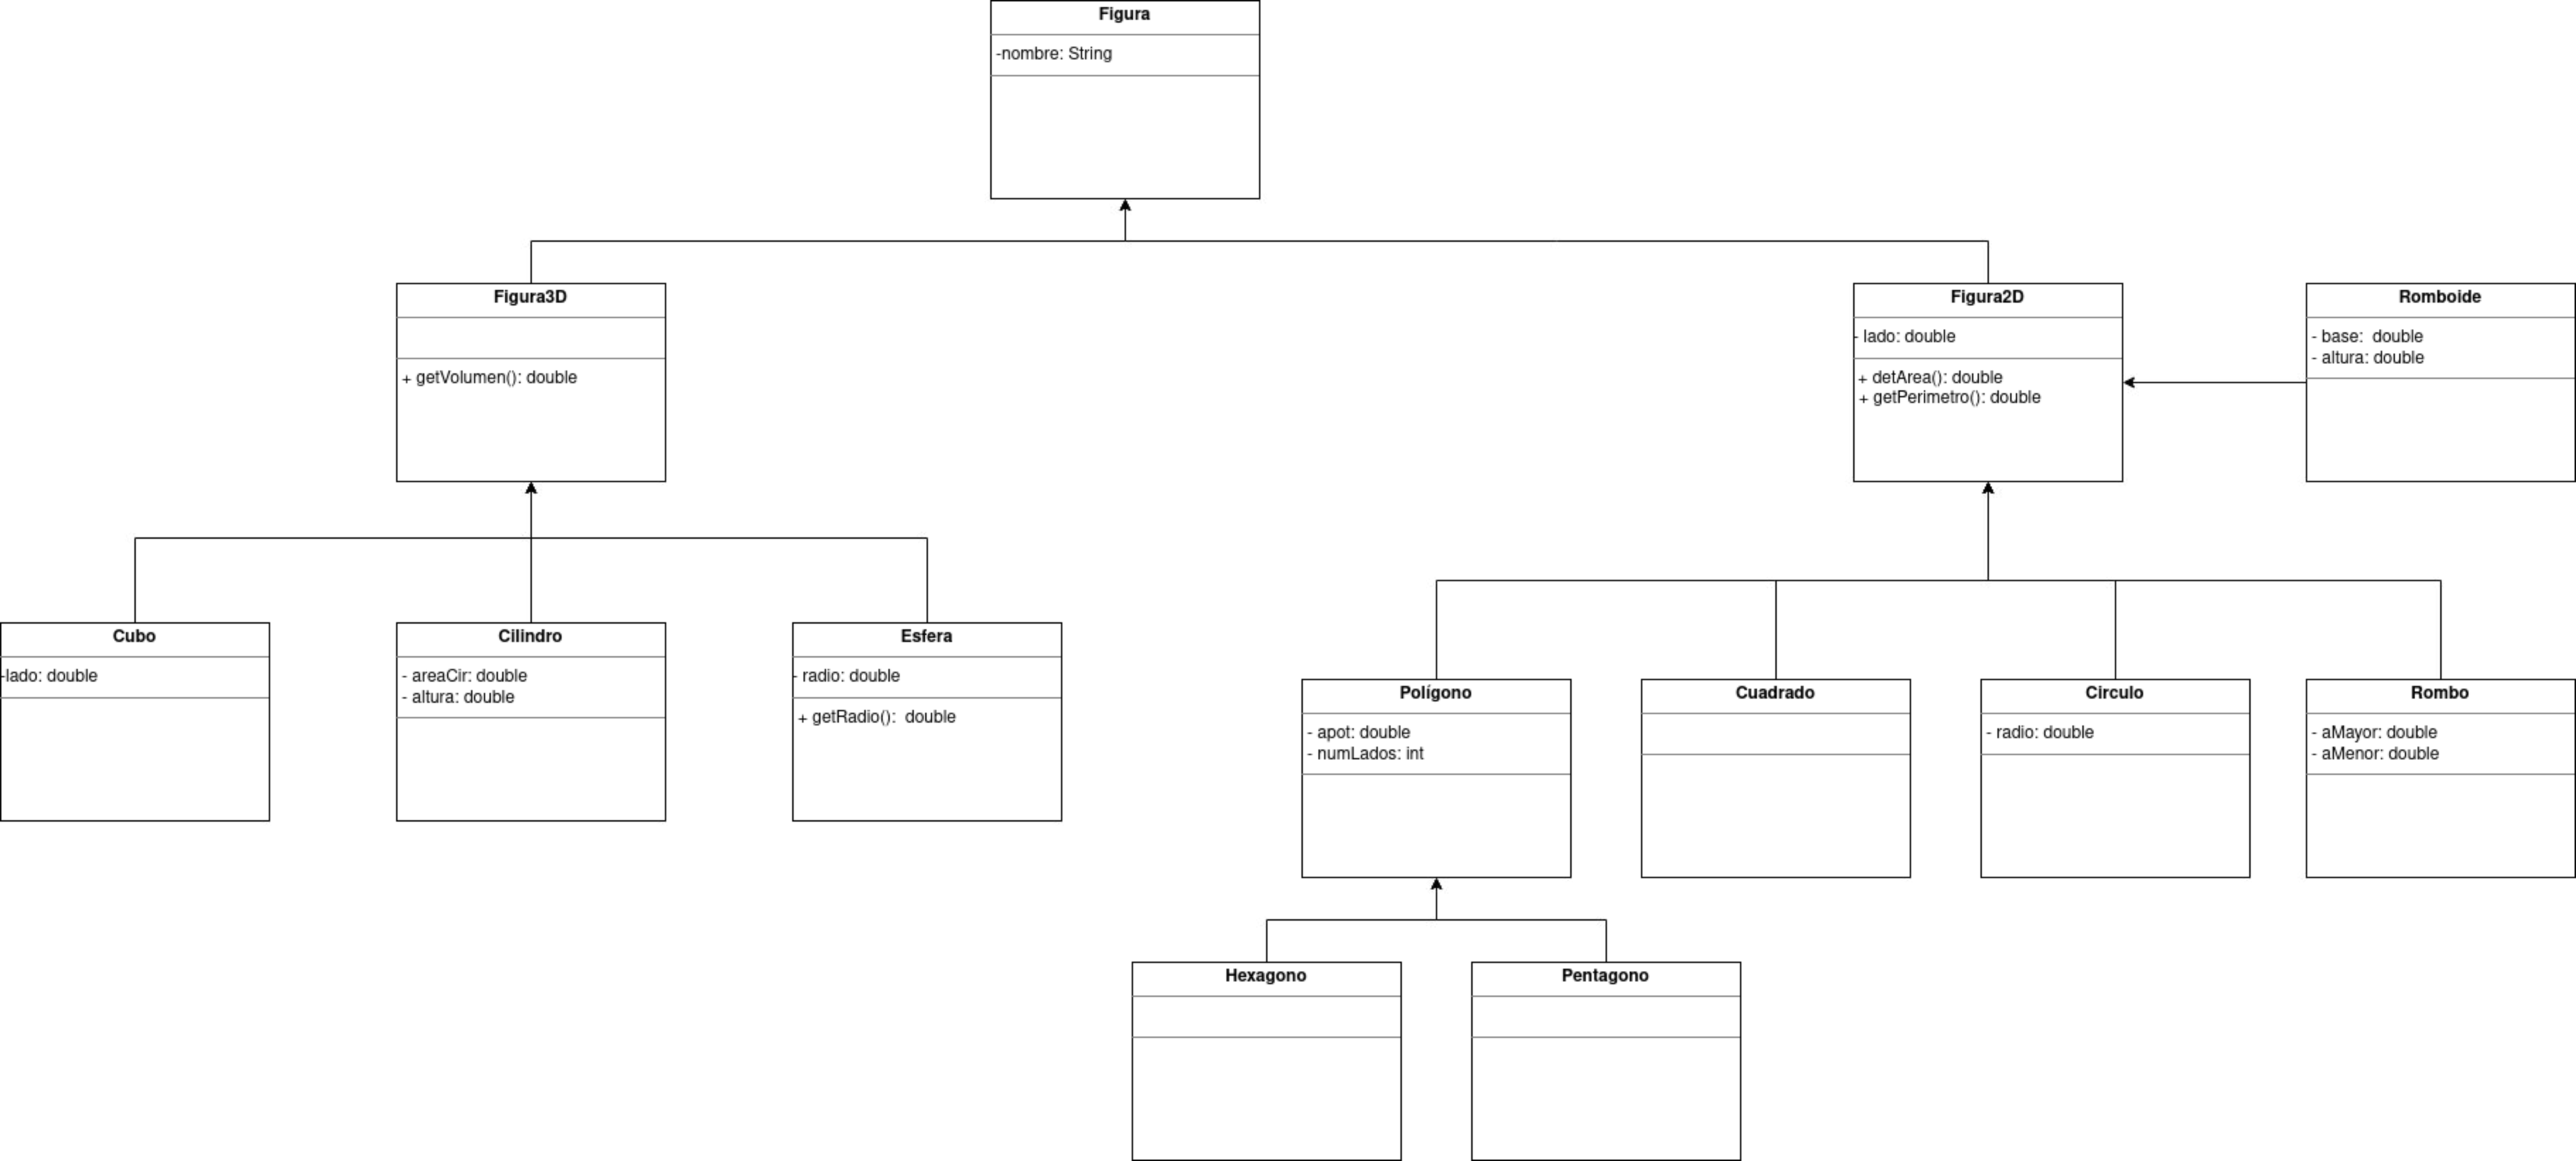 Figura
-nombre: String
Figura3D
+ getVolumen(): double
Figura2D
- lado: double
+ detArea(): double
+ getPerimetro(): double
Romboide
- base:  double
- altura: double
Cubo
-lado: double
Cilindro
- areaCir: double
- altura: double
Esfera
- radio: double
+ getRadio():  double
Polígono
- apot: double
- numLados: int
Cuadrado
Circulo
- radio: double
Rombo
- aMayor: double
- aMenor: double
Hexagono
Pentagono